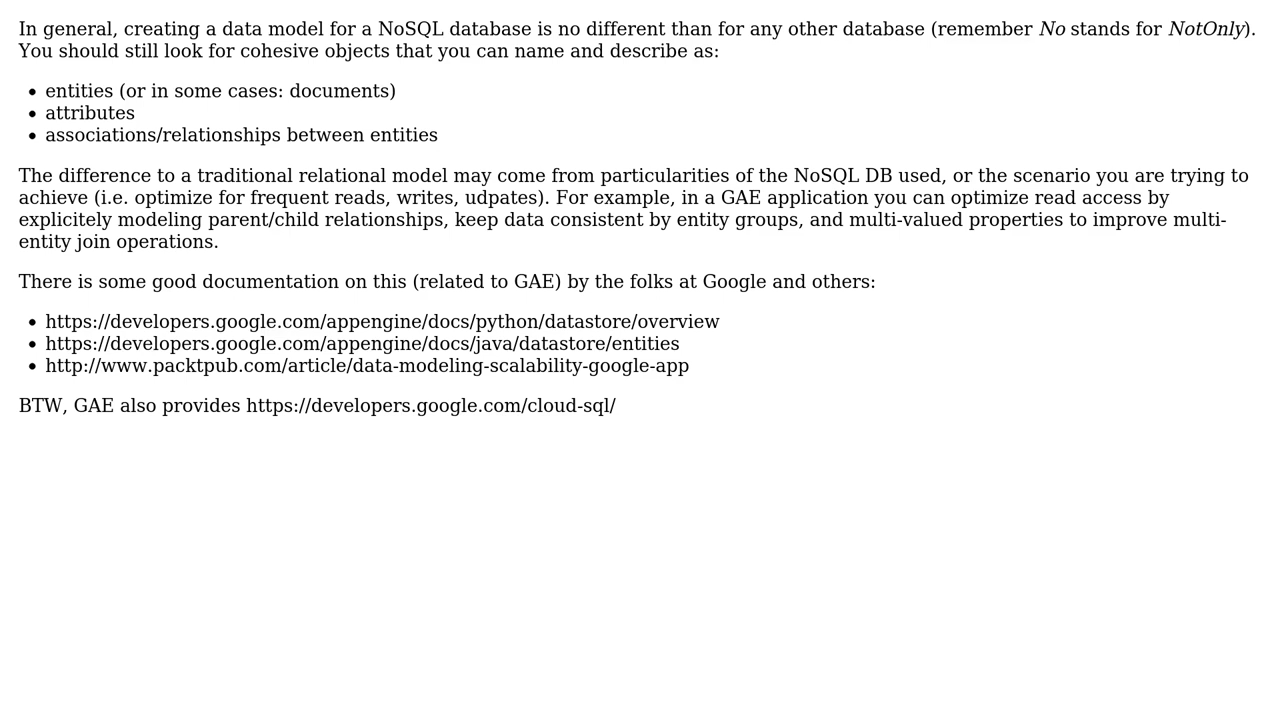 In general, creating a data model for a NoSQL database is no different than for any other database (remember No stands for NotOnly).
You should still look for cohesive objects that you can name and describe as:
• entities (or in some cases: documents)
• attributes
• associations/relationships between entities
The difference to a traditional relational model may come from particularities of the NoSQL DB used, or the scenario you are trying to
achieve (i.e. optimize for frequent reads, writes, udpates). For example, in a GAE application you can optimize read access by
explicitely modeling parent/child relationships, keep data consistent by entity groups, and multi-valued properties to improve multi-
entity join operations.
There is some good documentation on this (related to GAE) by the folks at Google and others:
• https://developers.google.com/appengine/docs/python/datastore/overview
• https://developers.google.com/appengine/docs/java/datastore/entities
• http://www.packtpub.com/article/data-modeling-scalability-google-app
BTW, GAE also provides https://developers.google.com/cloud-sql/